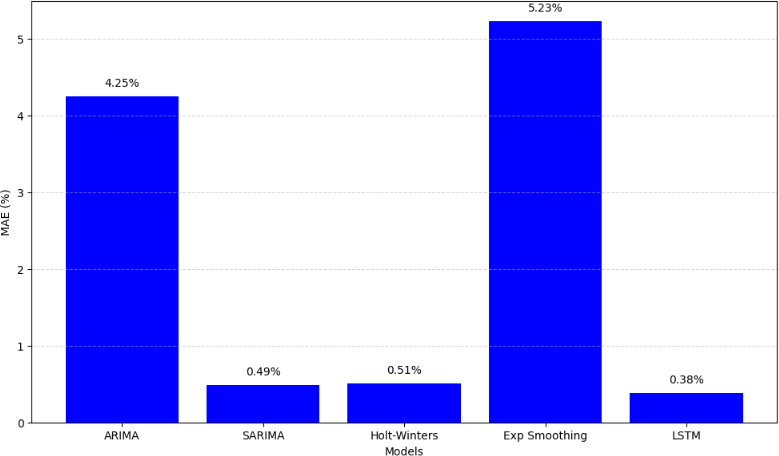 5.23%
5
4.25%
4
3
MAE (%)
2
1
0.49%
0.51%
0.38%
0
ARIMA
SARIMA
Holt-Winters
Exp Smoothing
LSTM
Models